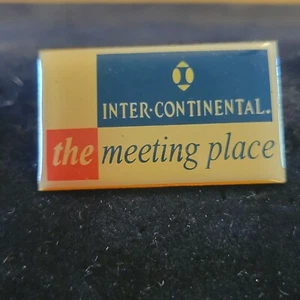 INTER·CONTINENTAL.
the meeting place